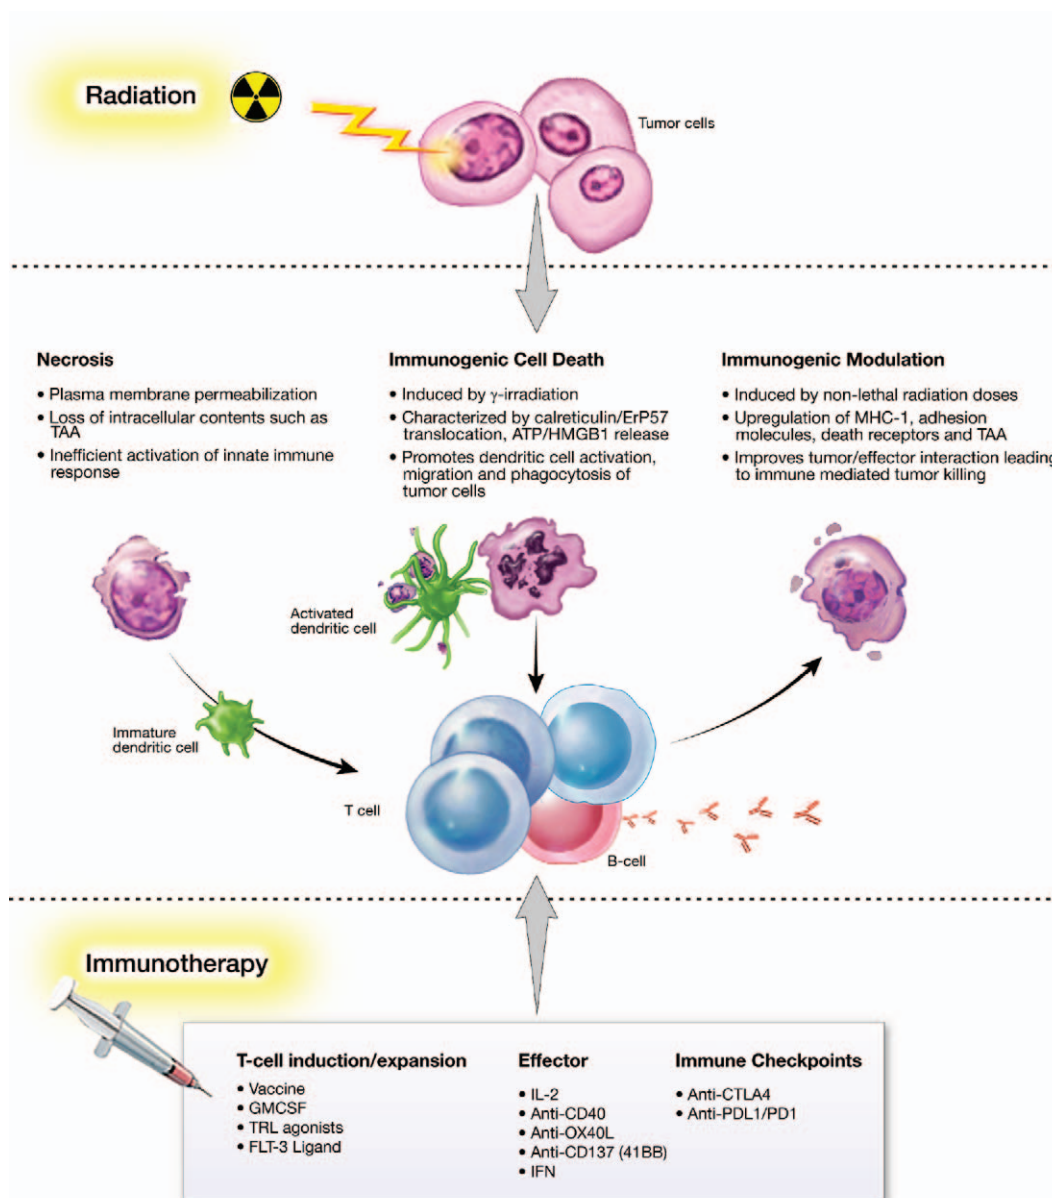 Radiation
Tumor cells
Necrosis
• Plasma membrane permeabilization
• Loss of intracellular contents such as
TAA
• Inefficient activation of innate immune
response
Immunogenic Cell Death
• Induced by γ-irradiation
• Characterized by calreticulin/ErP57
translocation, ATP/HMGB1 release
• Promotes dendritic cell activation,
migration and phagocytosis of
tumor cells
Immunogenic Modulation
• Induced by non-lethal radiation doses
• Upregulation of MHC-1, adhesion
molecules, death receptors and TAA
• Improves tumor/effector interaction leading
to immune mediated tumor killing
Activated
dendritic cell
Immature
dendritic cell
T cell
B-cell
Immunotherapy
T-cell induction/expansion
• Vaccine
• GMCSF
• TRL agonists
• FLT-3 Ligand
Effector
• IL-2
• Anti-CD40
• Anti-OX40L
• Anti-CD137 (41BB)
• IFN
Immune Checkpoints
• Anti-CTLA4
• Anti-PDL1/PD1